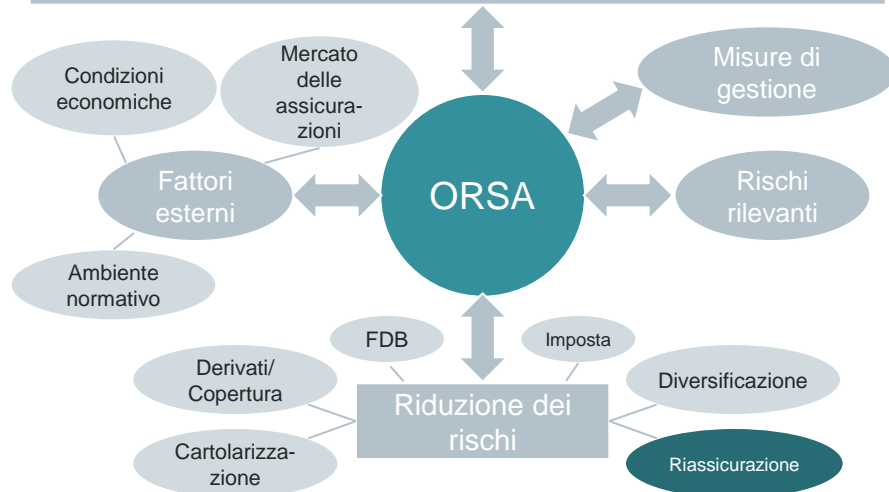 Condizioni
economiche
Mercato
delle
assicura-
zioni
Misure di
gestione
Fattori
esterni
ORSA
Rischi
rilevanti
Ambiente
normativo
FDB
Imposta
Derivati/
Copertura
Riduzione dei
rischi
Diversificazione
Cartolarizza-
zione
Riassicurazione